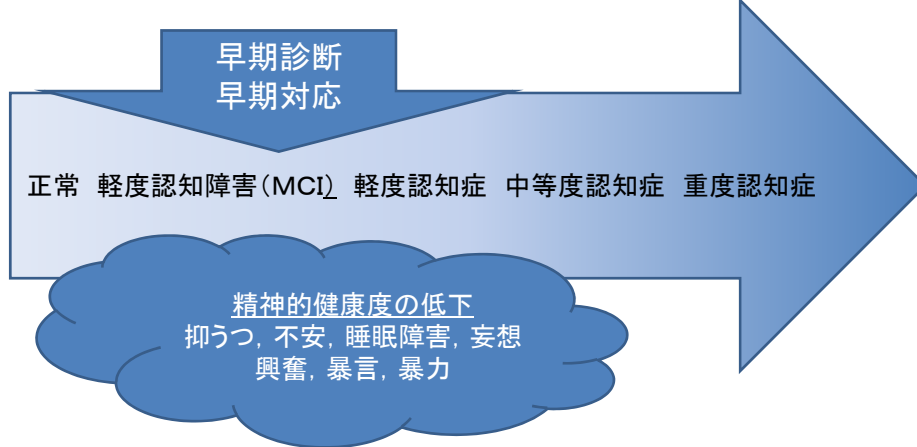 早期診断
早期対応
正常 軽度認知障害(MCI) 軽度認知症 中等度認知症 重度認知症
精神的健康度の低下
抑うつ, 不安, 睡眠障害, 妄想
興奮, 暴言, 暴力